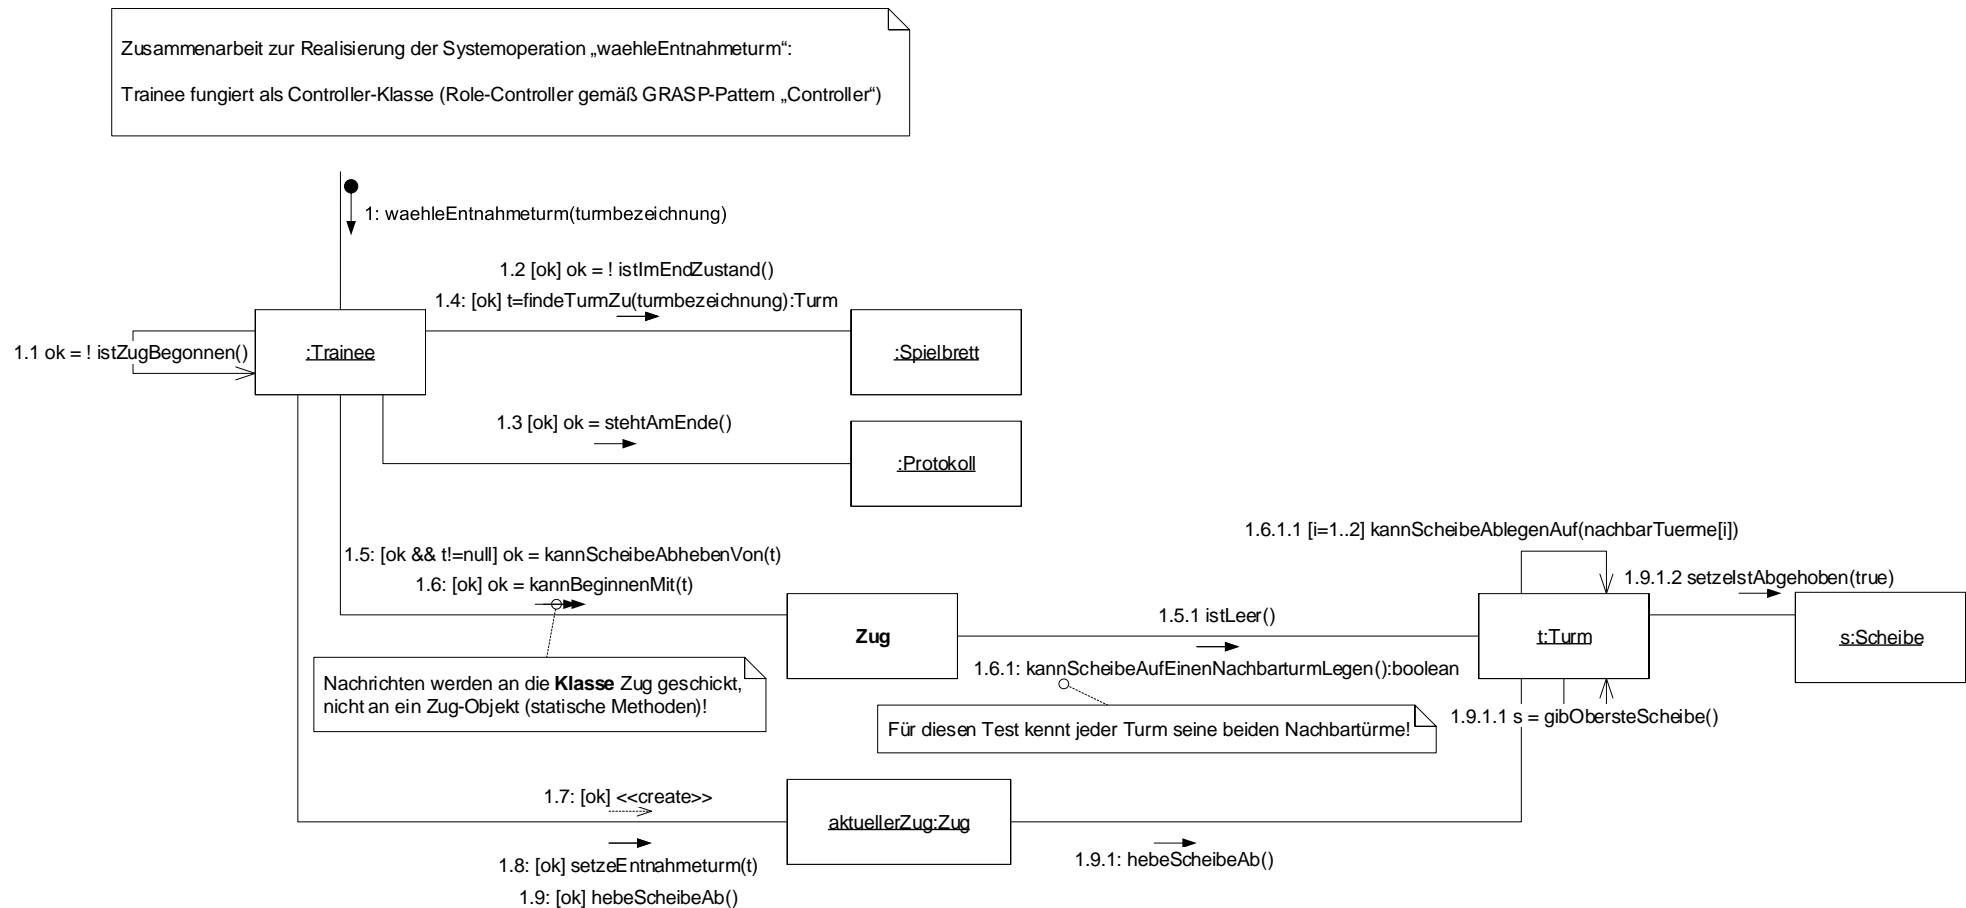 Zusammenarbeit zur Realisierung der Systemoperation „waehleEntnahmeturm“:
Trainee fungiert als Controller-Klasse (Role-Controller gemäß GRASP-Pattern „Controller“)
1: waehleEntnahmeturm(turmbezeichnung)
1.2 [ok] ok = ! istImEndZustand()
1.4: [ok] t=findeTurmZu(turmbezeichnung):Turm
1.1 ok = ! istZugBegonnen()
:Trainee
:Spielbrett
1.3 [ok] ok = stehtAmEnde()
:Protokoll
1.6.1.1 [i=1..2] kannScheibeAblegenAuf(nachbarTuerme[i])
1.5: [ok && t!=null] ok = kannScheibeAbhebenVon(t)
1.6: [ok] ok = kannBeginnenMit(t)
1.9.1.2 setzeIstAbgehoben(true)
Zug
1.5.1 istLeer()
t:Turm
s:Scheibe
1.6.1: kannScheibeAufEinenNachbarturmLegen():boolean
Nachrichten werden an die Klasse Zug geschickt,
nicht an ein Zug-Objekt (statische Methoden)!
Für diesen Test kennt jeder Turm seine beiden Nachbartürme!
1.9.1.1 s = gibObersteScheibe()
1.7: [ok] <<create>>
aktuellerZug:Zug
1.8: [ok] setzeEntnahmeturm(t)
1.9: [ok] hebeScheibeAb()
1.9.1: hebeScheibeAb()